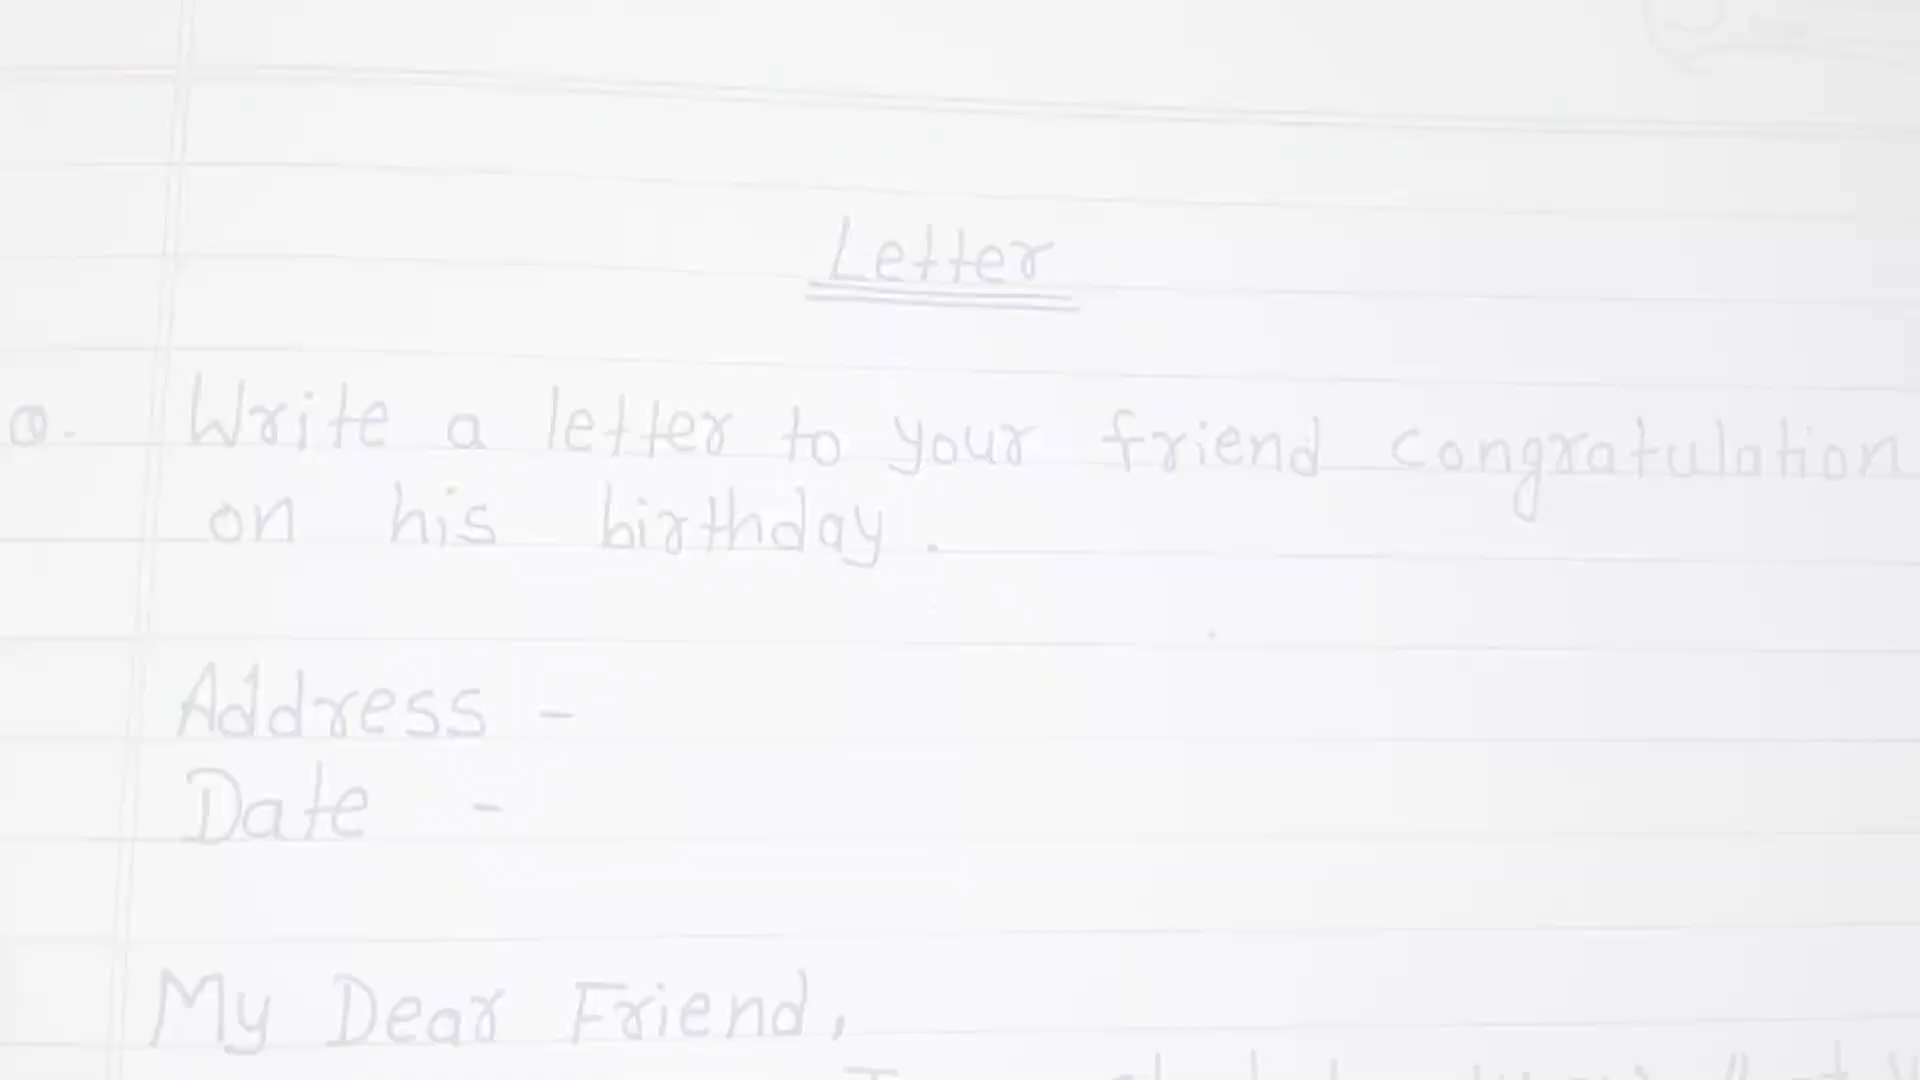 Letter
Q. Write a letter to your friend congratulation
on his birthday.
Address -
Date -
My Dear Friend,